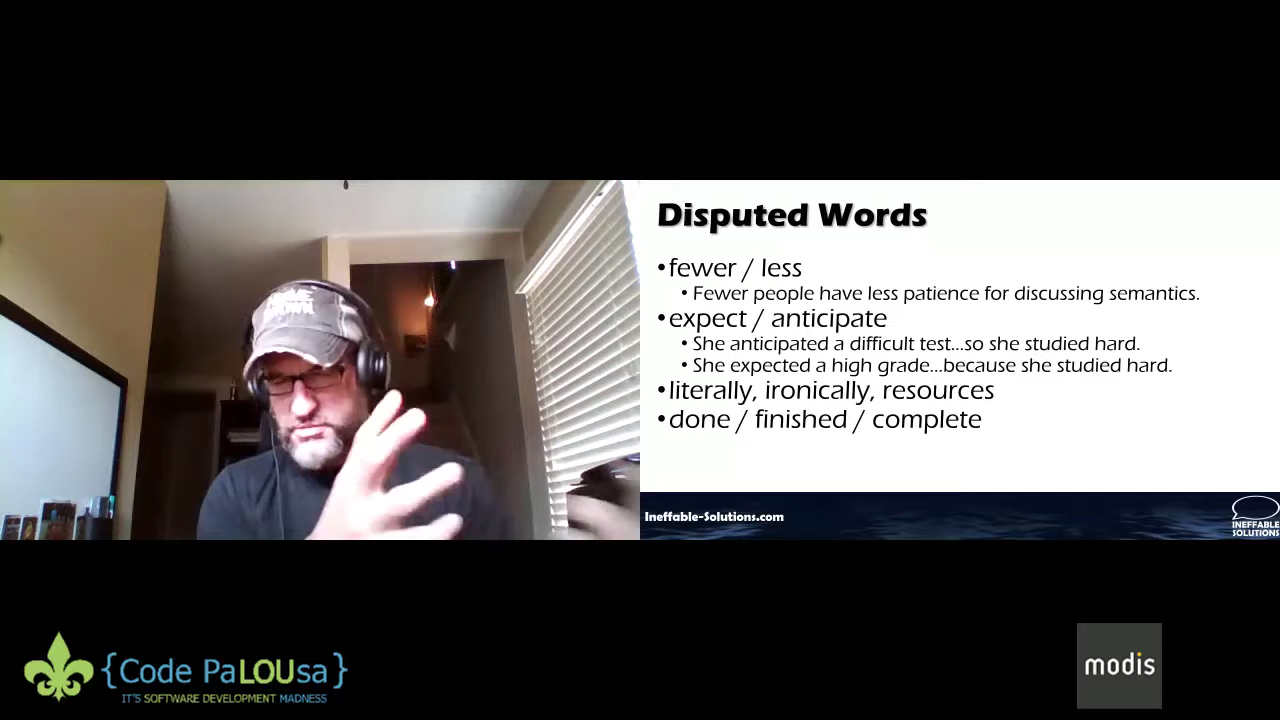 Disputed Words
•fewer / less
• Fewer people have less patience for discussing semantics.
•expect / anticipate
• She anticipated a difficult test...so she studied hard.
• She expected a high grade...because she studied hard.
•literally, ironically, resources
•done / finished / complete
Ineffable-Solutions.com
INEFFABLE
SOLUTIONS
{Code PaLOUsa}
IT'S SOFTWARE DEVELOPMENT MADNESS
modis